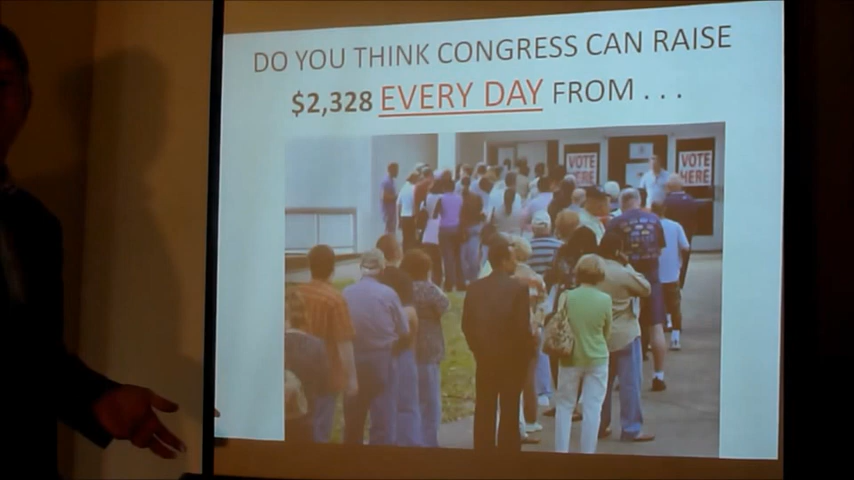 DO YOU THINK CONGRESS CAN RAISE
$2,328 EVERY DAY FROM . . .
VOTE
HERE
VOTE
HERE